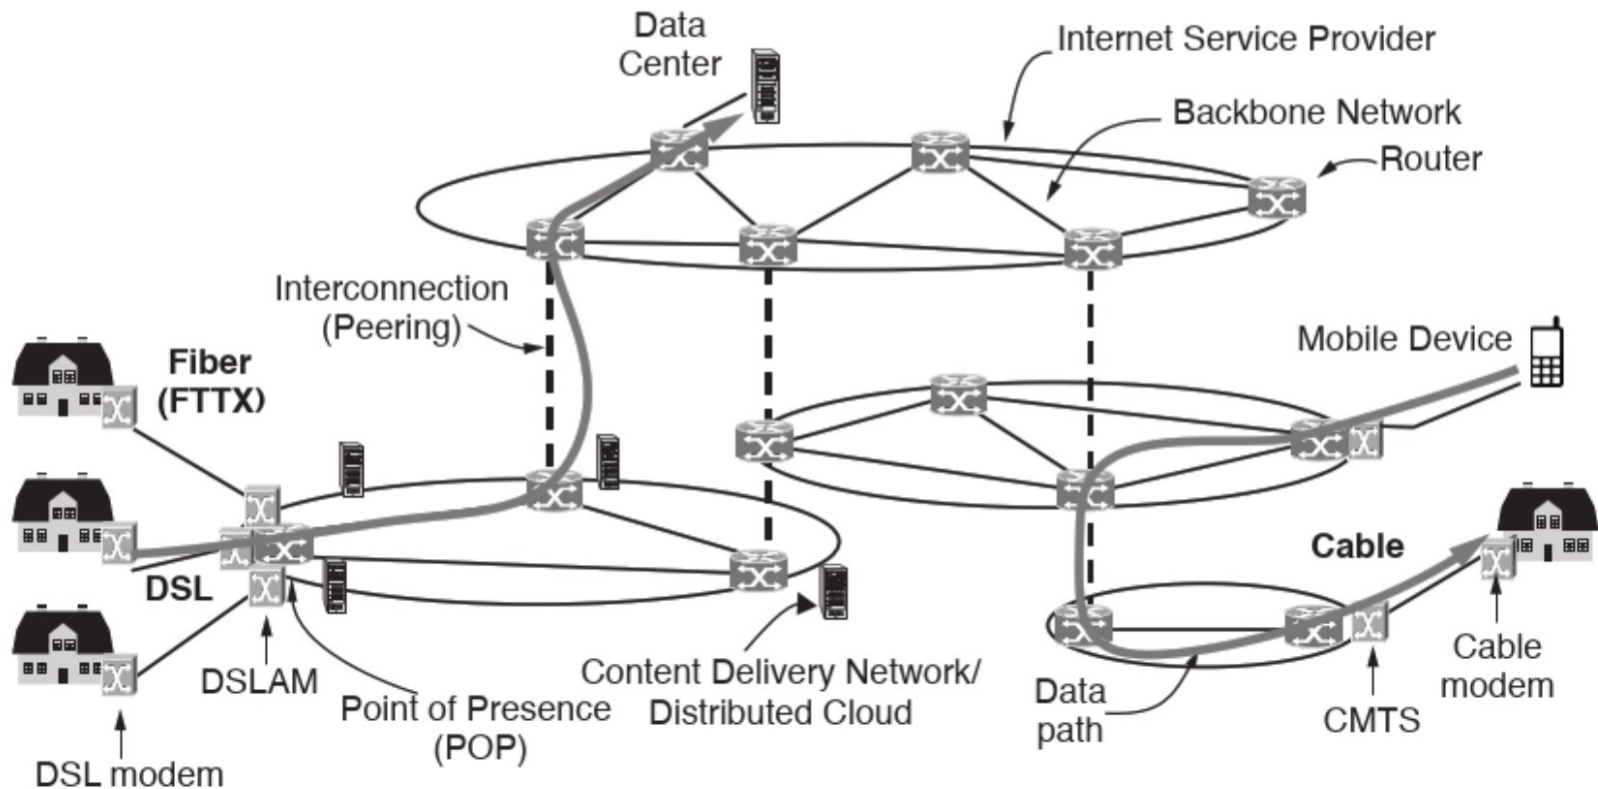 Data
Center
Internet Service Provider
Backbone Network
Router
Interconnection
(Peering)
Mobile Device
Fiber
(FTTX)
DSL
Cable
DSLAM
Point of Presence
(POP)
Content Delivery Network/
Distributed Cloud
Data
path
CMTS
Cable
modem
DSL modem